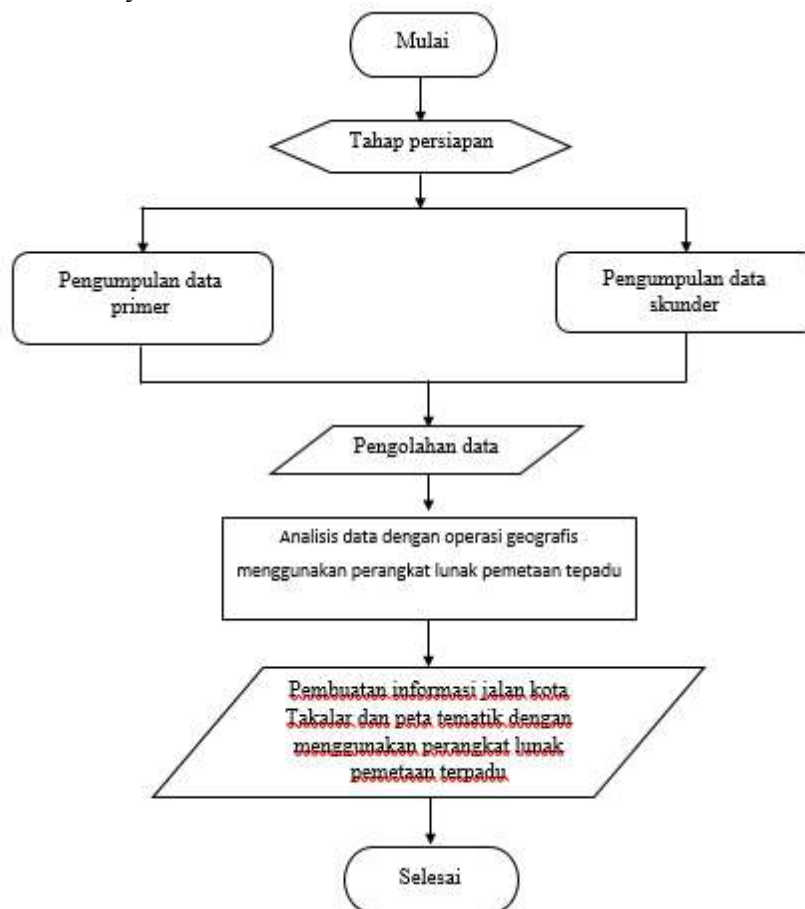 Mulai
Tahap persiapan
Pengumpulan data
primer
Pengumpulan data
skunder
Pengolahan data
Analisis data dengan operasi geografis
menggunakan perangkat lunak pemetaan tepadu
Pembuatan informasi jalan kota
Takalar dan peta tematik dengan
menggunakan perangkat lunak
pemetaan terpadu
Selesai